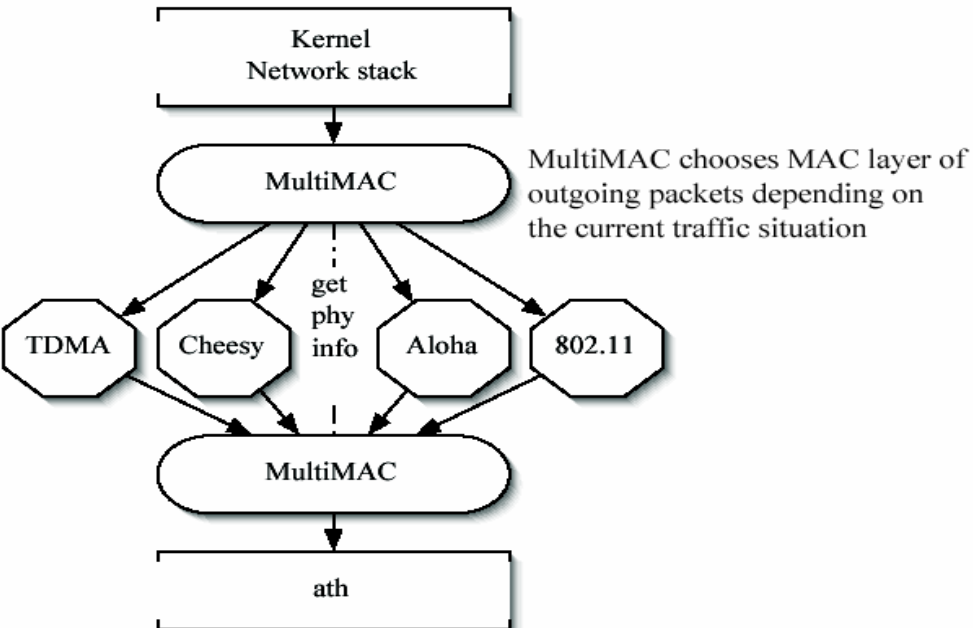 Kernel
Network stack
MultiMAC
MultiMAC chooses MAC layer of
outgoing packets depending on
the current traffic situation
get
phy
info
TDMA
Cheesy
Aloha
802.11
MultiMAC
ath